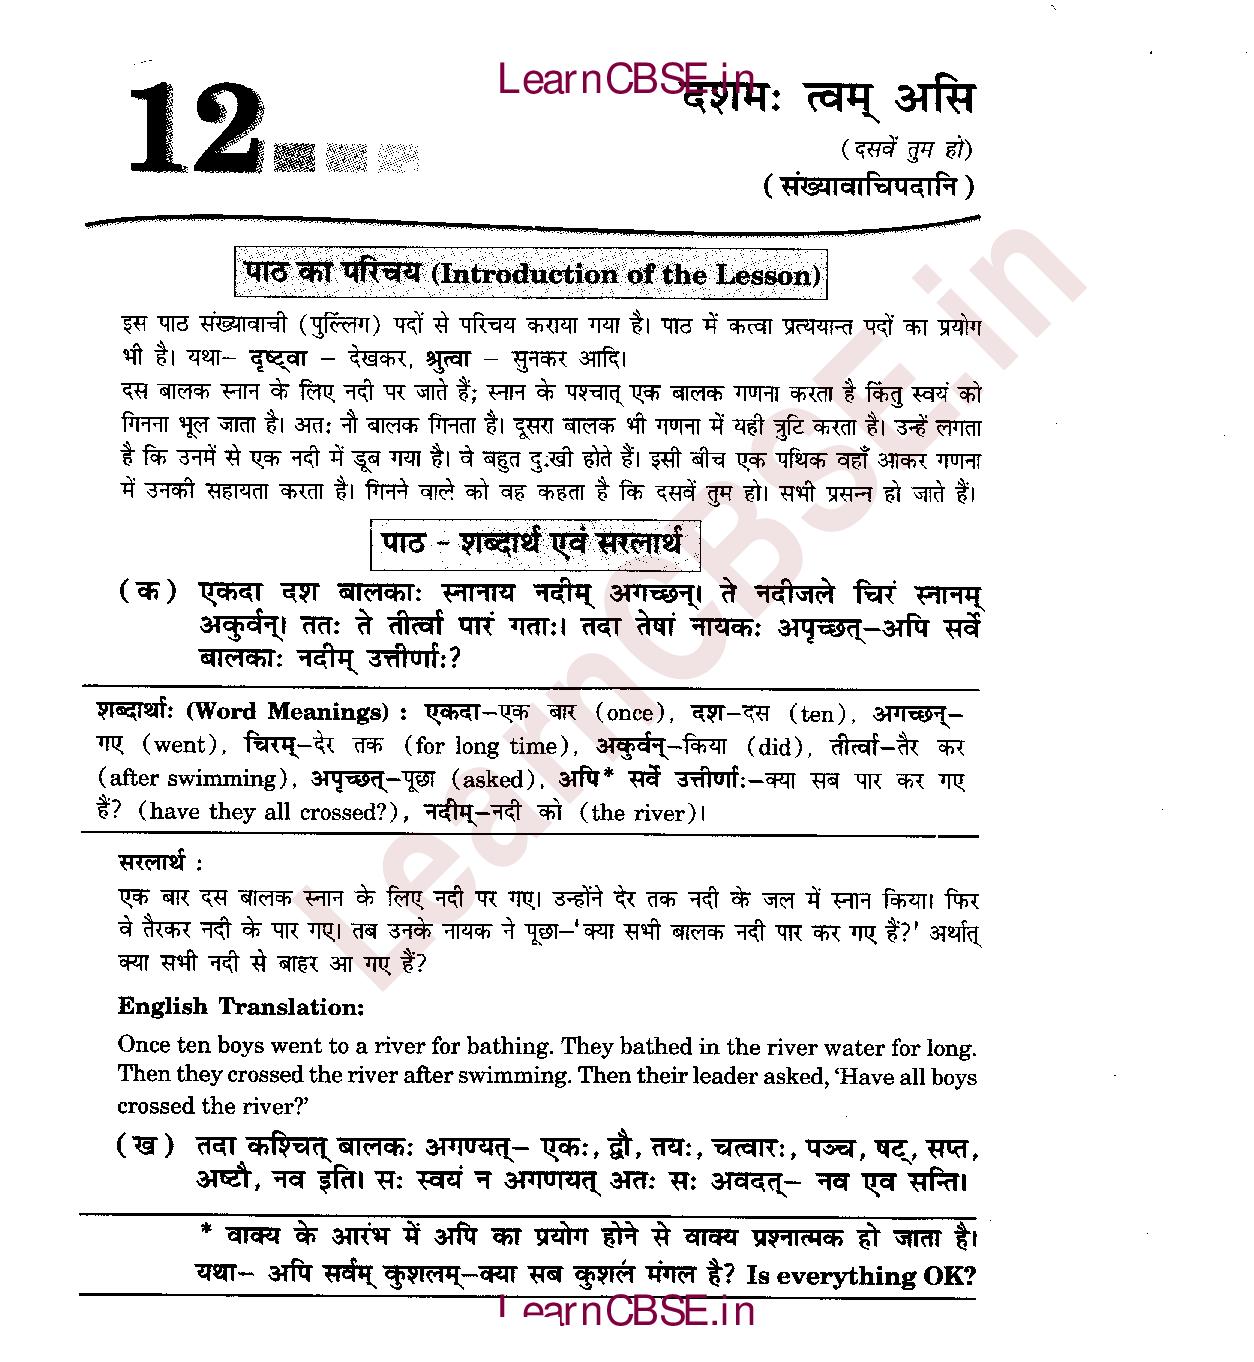 LearnCBSE.in
12
दशमः त्वम् असि
(दसवें तुम हो)
(संख्यावाचिपदानि)
पाठ का परिचय (Introduction of the Lesson)
इस पाठ संख्यावाची (पुल्लिंग) पदों से परिचय कराया गया है। पाठ में कत्वा प्रत्ययान्त पदों का प्रयोग
भी है। यथा– दृष्ट्वा – देखकर, श्रुत्वा – सुनकर आदि।
दस बालक स्नान के लिए नदी पर जाते हैं; स्नान के पश्चात् एक बालक गणना करता है किंतु स्वयं को
गिनना भूल जाता है। अतः नौ बालक गिनता है। दूसरा बालक भी गणना में यही त्रुटि करता है। उन्हें लगता
है कि उनमें से एक नदी में डूब गया है। वे बहुत दुःखी होते हैं। इसी बीच एक पथिक वहाँ आकर गणना
में उनकी सहायता करता है। गिनने वाले को वह कहता है कि दसवें तुम हो। सभी प्रसन्न हो जाते हैं।
पाठ - शब्दार्थ एवं सरलार्थ
(क) एकदा दश बालकाः स्नानाय नदीम् अगच्छन्। ते नदीजले चिरं स्नानम्
अकुर्वन्। ततः ते तीर्त्वा पारं गताः। तदा तेषां नायकः अपृच्छत्–अपि सर्वे
बालकाः नदीम् उत्तीर्णाः?
शब्दार्थाः (Word Meanings) : एकदा–एक बार (once), दश–दस (ten), अगच्छन्–
गए (went), चिरम्–देर तक (for long time), अकुर्वन्–किया (did), तीर्त्वा–तैर कर
(after swimming), अपृच्छत्–पूछा (asked), अपि* सर्वे उत्तीर्णाः–क्या सब पार कर गए
हैं? (have they all crossed?), नदीम्–नदी को (the river)।
सरलार्थ :
एक बार दस बालक स्नान के लिए नदी पर गए। उन्होंने देर तक नदी के जल में स्नान किया। फिर
वे तैरकर नदी के पार गए। तब उनके नायक ने पूछा–‘क्या सभी बालक नदी पार कर गए हैं?’ अर्थात्
क्या सभी नदी से बाहर आ गए हैं?
English Translation:
Once ten boys went to a river for bathing. They bathed in the river water for long.
Then they crossed the river after swimming. Then their leader asked, ‘Have all boys
crossed the river?’
(ख) तदा कश्चित् बालकः अगणयत्– एकः, द्वौ, तयः, चत्वारः, पञ्च, षट्, सप्त,
अष्टौ, नव इति। सः स्वयं न अगणयत् अतः सः अवदत्– नव एव सन्ति।
* वाक्य के आरंभ में अपि का प्रयोग होने से वाक्य प्रश्नात्मक हो जाता है।
यथा– अपि सर्वम् कुशलम्–क्या सब कुशल मंगल है? Is everything OK?
LearnCBSE.in
LearnCBSE.in